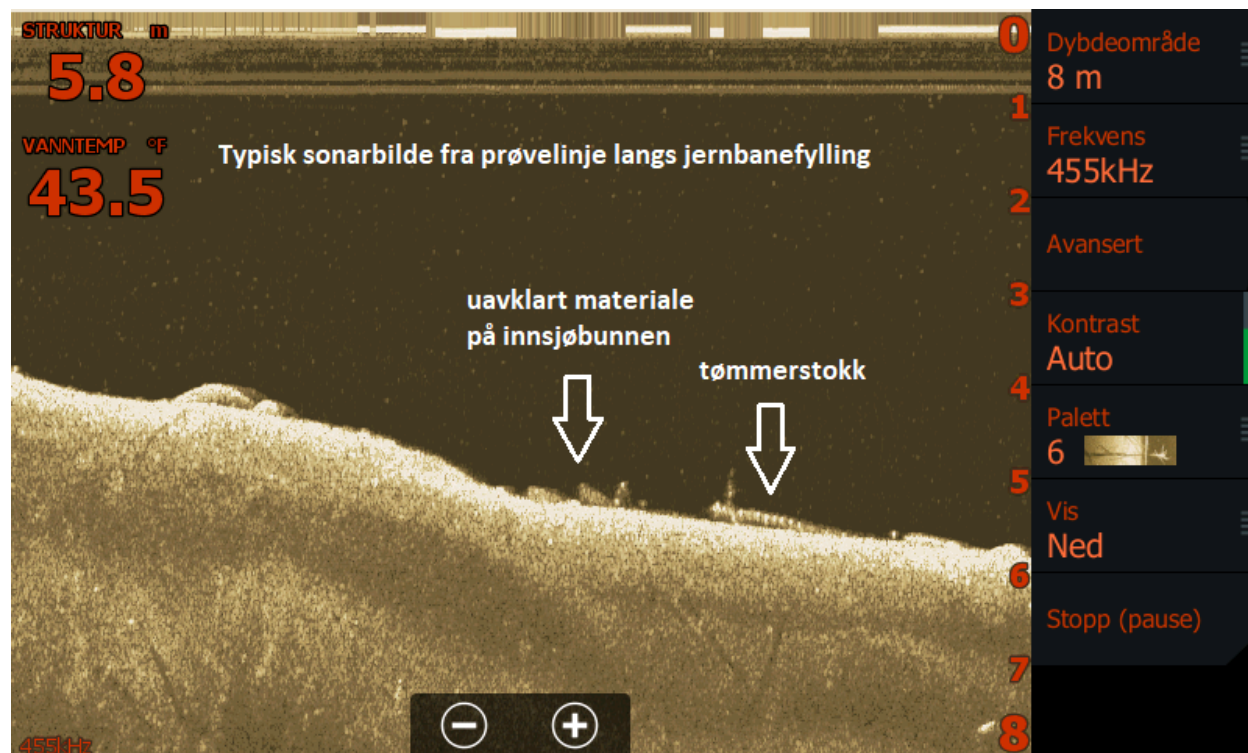 STRUKTUR m
5.8
VANNTEMP °F
43.5
Typisk sonarbilde fra prøvelinje langs jernbanefylling
uavklart materiale
på innsjøbunnen
tømmerstokk
0
1
2
3
4
5
6
7
8
455kHz
Dybdeområde
8 m
Frekvens
455kHz
Avansert
Kontrast
Auto
Palett
6
Vis
Ned
Stopp (pause)